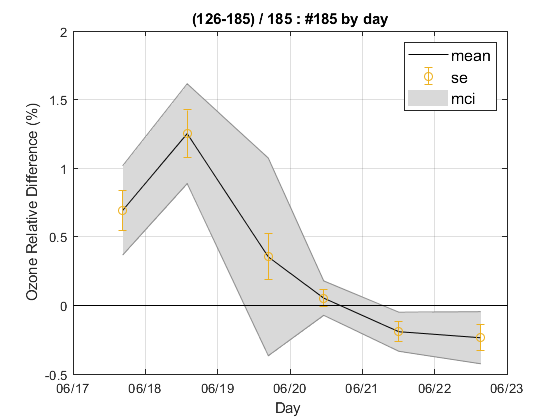 (126-185) / 185 : #185 by day
2
1.5
1
0.5
0
-0.5
Ozone Relative Difference (%)
mean
se
mci
06/17 06/18 06/19 06/20 06/21 06/22 06/23
Day